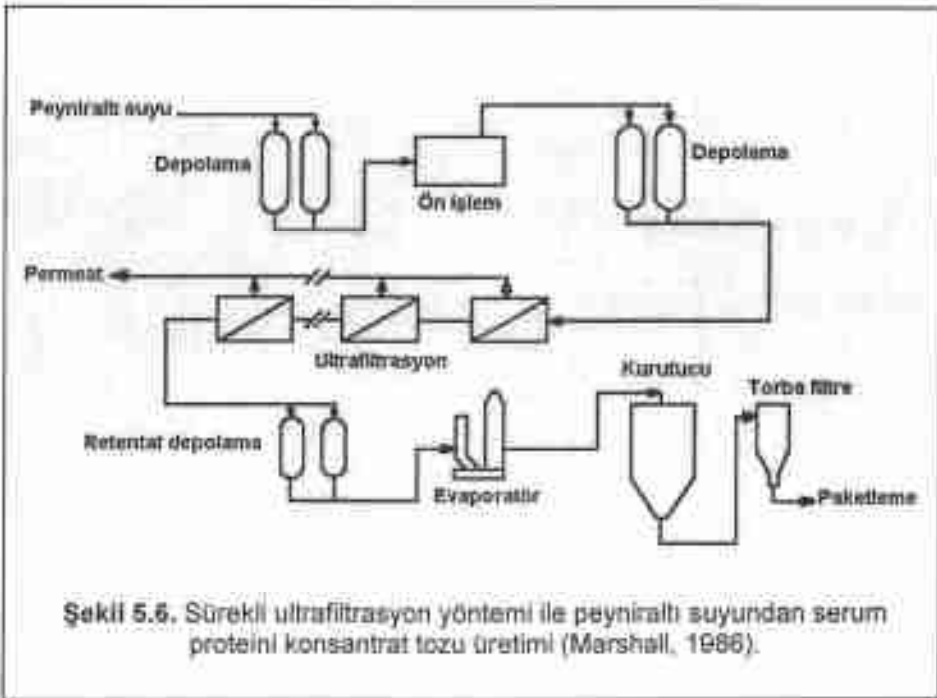 Peyniraltı suyu
Depolama
Ön işlem
Depolama
Permeat
Ultrafiltrasyon
Kurutucu
Torba filtre
Retentat depolama
Evaporatör
Paketleme
Şekil 5.6. Sürekli ultrafiltrasyon yöntemi ile peyniraltı suyundan serum
proteini konsantrat tozu üretimi (Marshall, 1986).